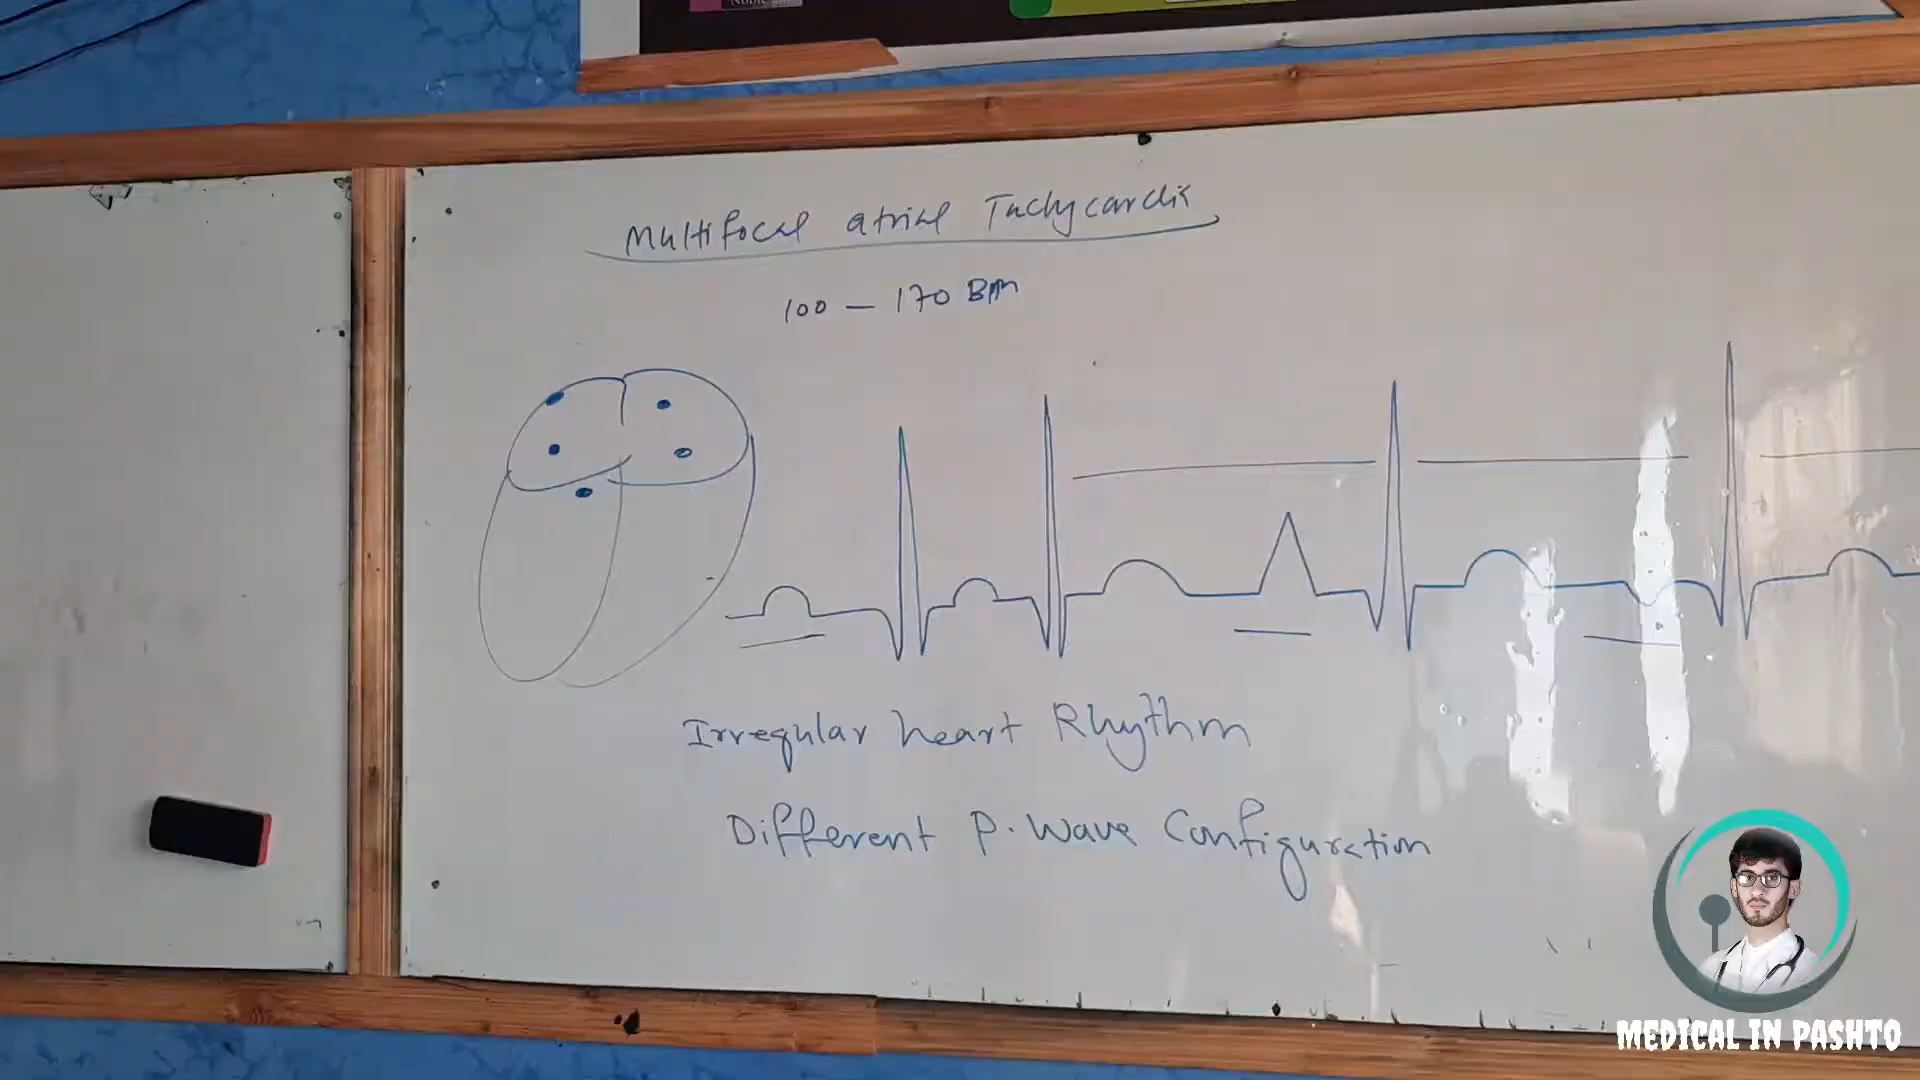 Multifocal atrial Tachycardia
100 — 170 BPM
Irregular heart Rhythm
Different P. Wave Configuration
MEDICAL IN PASHTO